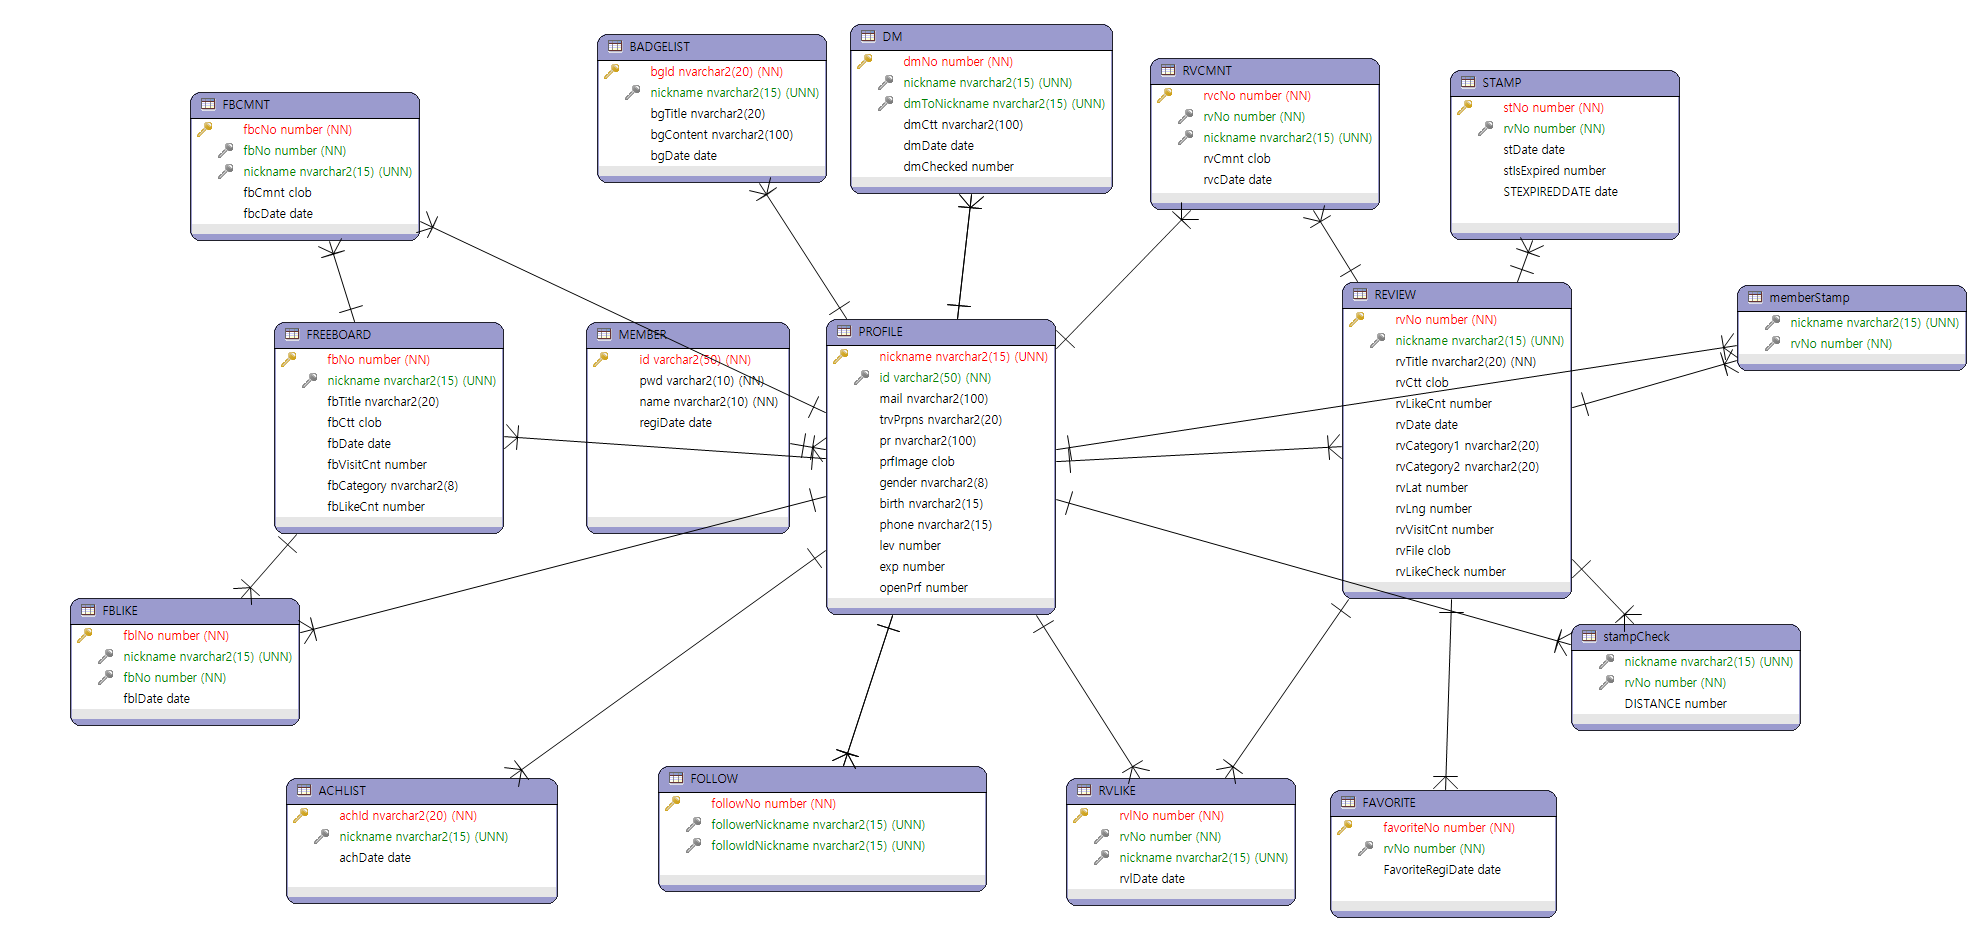 BADGELIST
bgId nvarchar2(20) (NN)
nickname nvarchar2(15) (UNN)
bgTitle nvarchar2(20)
bgContent nvarchar2(100)
bgDate date
DM
dmNo number (NN)
nickname nvarchar2(15) (UNN)
dmToNickname nvarchar2(15) (UNN)
dmCtt nvarchar2(100)
dmDate date
dmChecked number
RVCMNT
rvcNo number (NN)
rvNo number (NN)
nickname nvarchar2(15) (UNN)
rvCmnt clob
rvcDate date
STAMP
stNo number (NN)
rvNo number (NN)
stDate date
stIsExpired number
STEXPIREDDATE date
FBCMNT
fbcNo number (NN)
fbNo number (NN)
nickname nvarchar2(15) (UNN)
fbCmnt clob
fbcDate date
FREEBOARD
fbNo number (NN)
nickname nvarchar2(15) (UNN)
fbTitle nvarchar2(20)
fbCtt clob
fbDate date
fbVisitCnt number
fbCategory nvarchar2(8)
fbLikeCnt number
MEMBER
id varchar2(50) (NN)
pwd varchar2(10) (NN)
name nvarchar2(10) (NN)
regiDate date
PROFILE
nickname nvarchar2(15) (UNN)
id varchar2(50) (NN)
mail nvarchar2(100)
trvPrpns nvarchar2(20)
pr nvarchar2(100)
prfImage clob
gender nvarchar2(8)
birth nvarchar2(15)
phone nvarchar2(15)
lev number
exp number
openPrf number
REVIEW
rvNo number (NN)
nickname nvarchar2(15) (UNN)
rvTitle nvarchar2(20) (NN)
rvCtt clob
rvLikeCnt number
rvDate date
rvCategory1 nvarchar2(20)
rvCategory2 nvarchar2(20)
rvLat number
rvLng number
rvVisitCnt number
rvFile clob
rvLikeCheck number
memberStamp
nickname nvarchar2(15) (UNN)
rvNo number (NN)
FBLIKE
fblNo number (NN)
nickname nvarchar2(15) (UNN)
fbNo number (NN)
fblDate date
stampCheck
nickname nvarchar2(15) (UNN)
rvNo number (NN)
DISTANCE number
ACHLIST
achId nvarchar2(20) (NN)
nickname nvarchar2(15) (UNN)
achDate date
FOLLOW
followNo number (NN)
followerNickname nvarchar2(15) (UNN)
followIdNickname nvarchar2(15) (UNN)
RVLIKE
rvlNo number (NN)
rvNo number (NN)
nickname nvarchar2(15) (UNN)
rvlDate date
FAVORITE
favoriteNo number (NN)
rvNo number (NN)
FavoriteRegiDate date